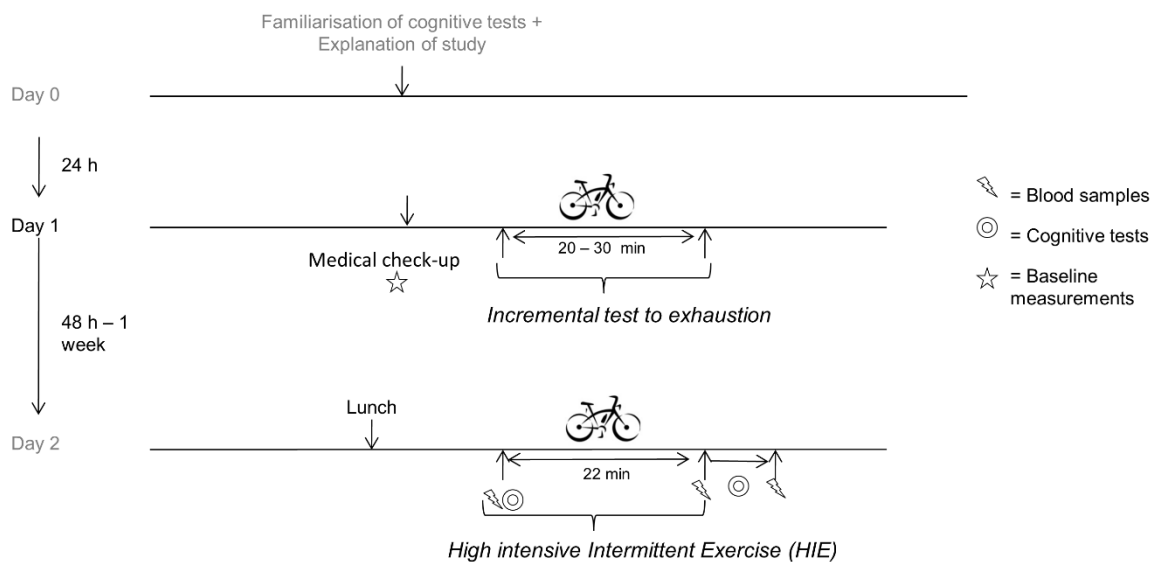 Familiarisation of cognitive tests +
Explanation of study
Day 0
24 h
Day 1
20 – 30 min
Medical check-up
Incremental test to exhaustion
= Blood samples
= Cognitive tests
= Baseline
measurements
48 h – 1
week
Lunch
Day 2
22 min
High intensive Intermittent Exercise (HIE)